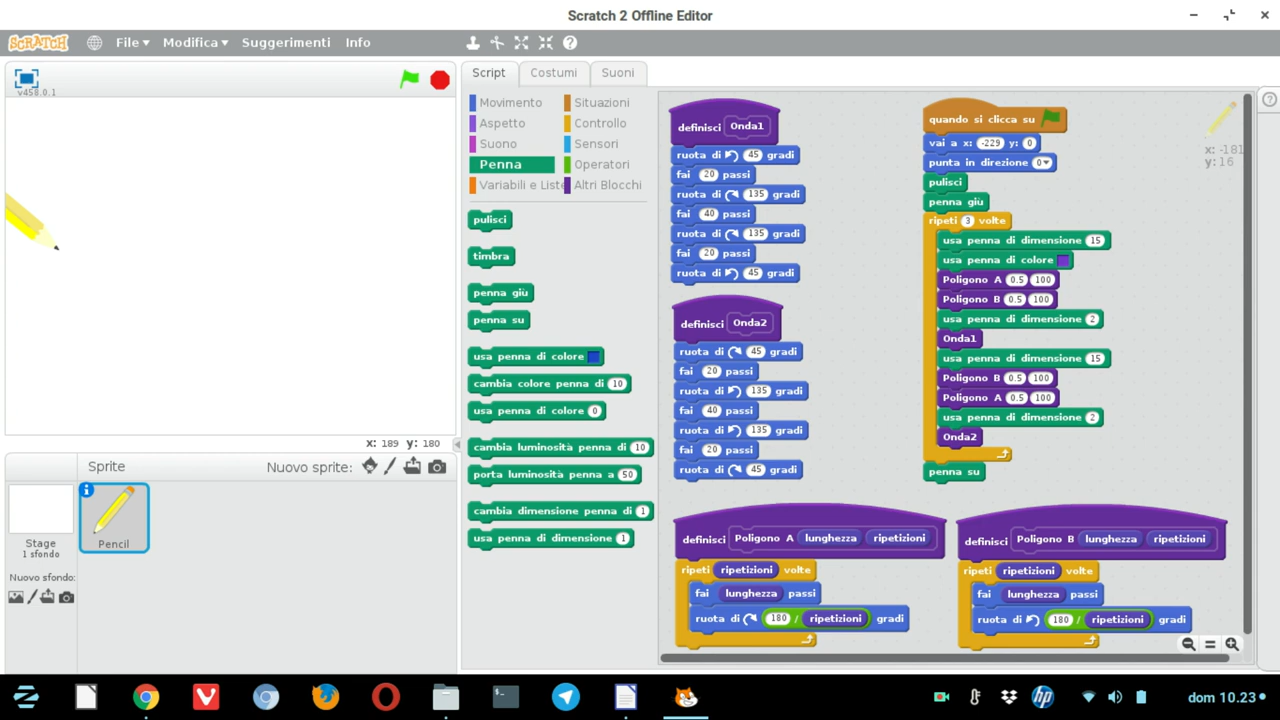 Scratch 2 Offline Editor
SCRATCH
File
Modifica
Suggerimenti
Info
v458.0.1
Script
Costumi
Suoni
Movimento
Situazioni
Aspetto
Controllo
Suono
Sensori
Penna
Operatori
Variabili e Liste
Altri Blocchi
pulisci
timbra
penna giù
penna su
usa penna di colore
cambia colore penna di 10
usa penna di colore 0
cambia luminosità penna di 10
porta luminosità penna a 50
cambia dimensione penna di 1
usa penna di dimensione 1
definisci Onda1
ruota di 45 gradi
fai 20 passi
ruota di 135 gradi
fai 40 passi
ruota di 135 gradi
fai 20 passi
ruota di 45 gradi
definisci Onda2
ruota di 45 gradi
fai 20 passi
ruota di 135 gradi
fai 40 passi
ruota di 135 gradi
fai 20 passi
ruota di 45 gradi
quando si clicca su
vai a x: -229 y: 0
punta in direzione 0
pulisci
penna giù
ripeti 3 volte
usa penna di dimensione 15
usa penna di colore
Poligono A 0.5 100
Poligono B 0.5 100
usa penna di dimensione 2
Onda1
usa penna di dimensione 15
Poligono B 0.5 100
Poligono A 0.5 100
usa penna di dimensione 2
Onda2
penna su
x: -181
y: 16
definisci Poligono A lunghezza ripetizioni
ripeti ripetizioni volte
fai lunghezza passi
ruota di 180 / ripetizioni gradi
definisci Poligono B lunghezza ripetizioni
ripeti ripetizioni volte
fai lunghezza passi
ruota di 180 / ripetizioni gradi
x: 189 y: 180
Sprite
Nuovo sprite:
Stage
1 sfondo
Pencil
Nuovo sfondo:
hp
dom 10.23